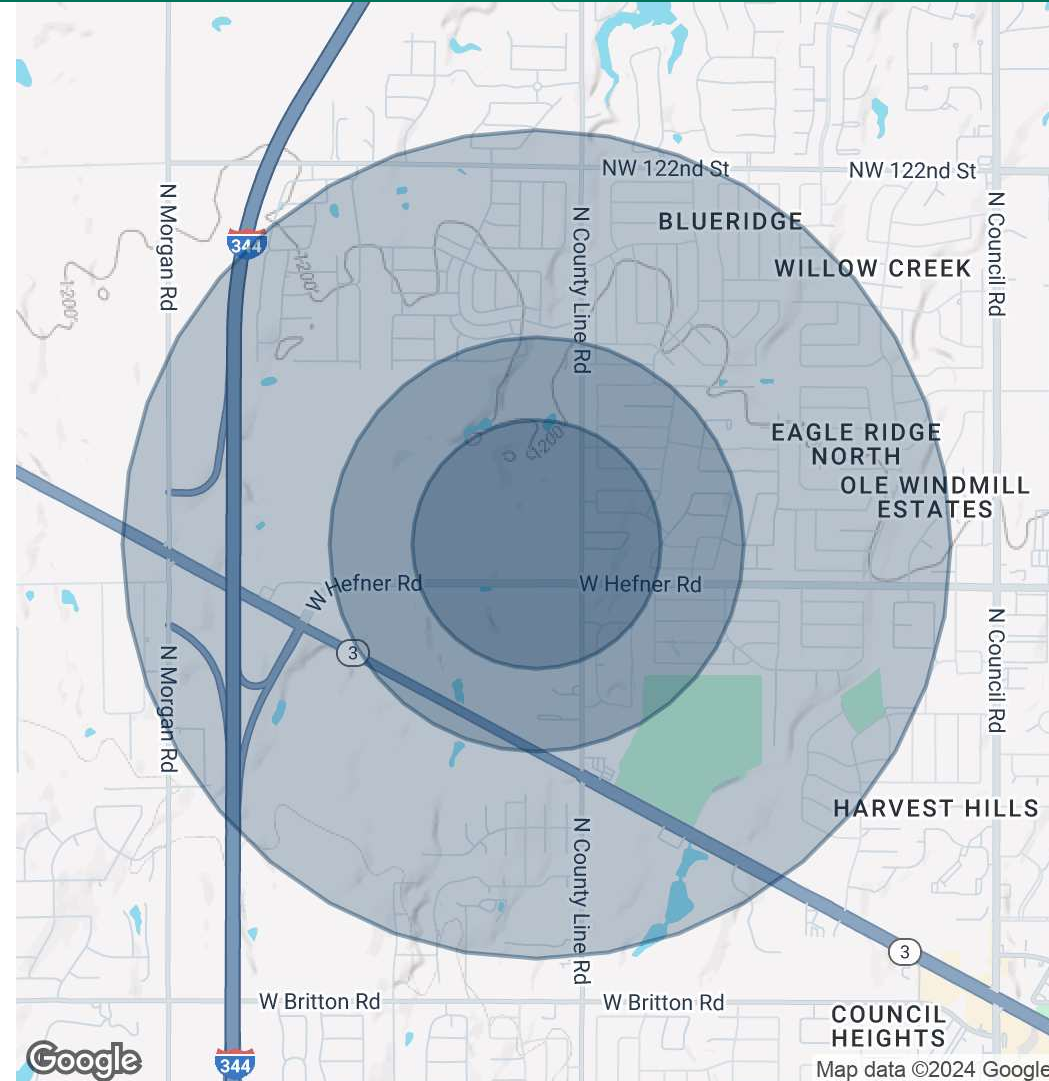 NW 122nd St
NW 122nd St
N Morgan Rd
N County Line Rd
N Council Rd
BLUERIDGE
344
WILLOW CREEK
1200'
1200'
EAGLE RIDGE
NORTH
1200'
OLE WINDMILL
ESTATES
W Hefner Rd
W Hefner Rd
3
N Morgan Rd
N Council Rd
HARVEST HILLS
N County Line Rd
3
W Britton Rd
W Britton Rd
COUNCIL
HEIGHTS
344
Google
Map data ©2024 Google